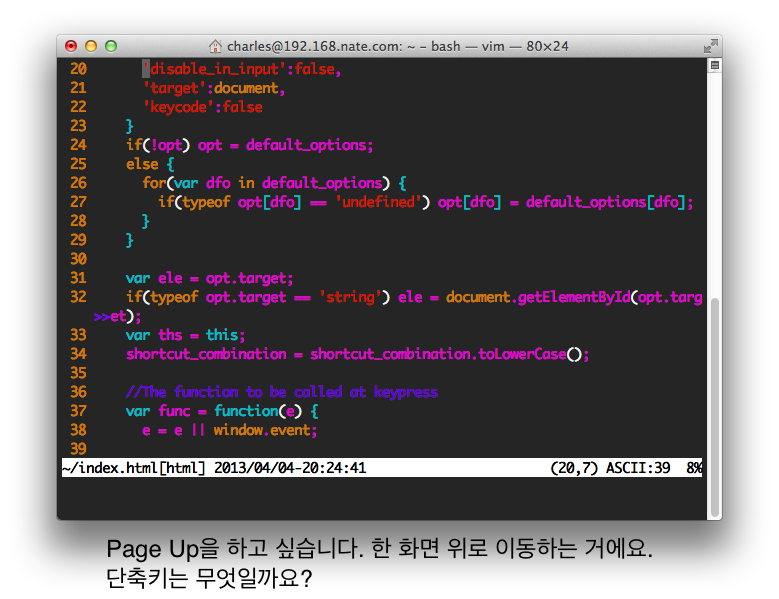 charles@192.168.nate.com: ~ – bash — vim — 80×24
20 'disable_in_input':false,
21 'target':document,
22 'keycode':false
23 }
24 if(!opt) opt = default_options;
25 else {
26 for(var dfo in default_options) {
27 if(typeof opt[dfo] == 'undefined') opt[dfo] = default_options[dfo];
28 }
29 }
30
31 var ele = opt.target;
32 if(typeof opt.target == 'string') ele = document.getElementById(opt.targ
>>et);
33 var ths = this;
34 shortcut_combination = shortcut_combination.toLowerCase();
35
36 //The function to be called at keypress
37 var func = function(e) {
38 e = e || window.event;
39
~/index.html[html] 2013/04/04-20:24:41 (20,7) ASCII:39 8%
Page Up을 하고 싶습니다. 한 화면 위로 이동하는 거에요.
단축키는 무엇일까요?